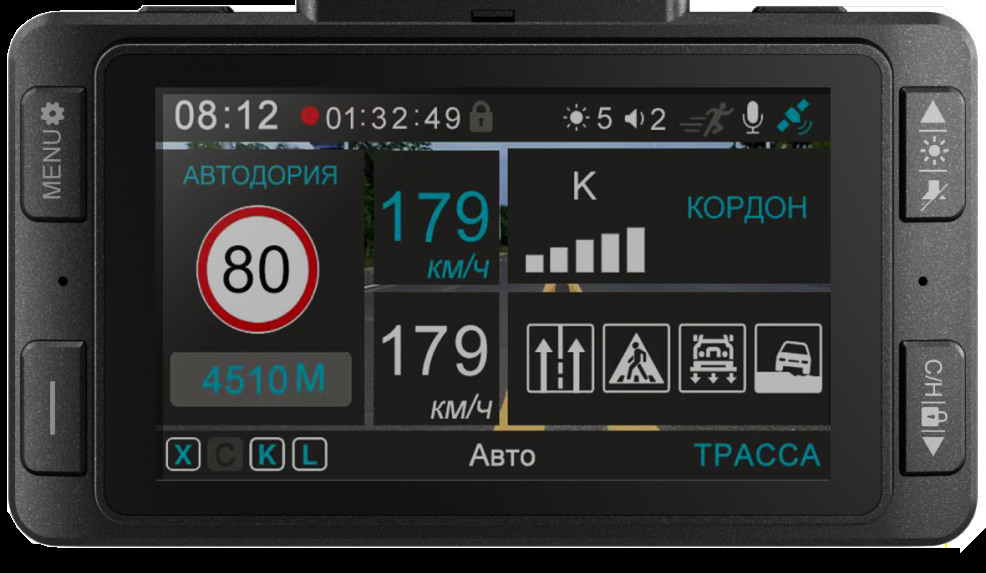 08:12 01:32:49 5 2
MENU
АВТОДОРИЯ
80
4510 М
179
км/ч
179
км/ч
K
КОРДОН
X C K L
Авто
ТРАССА
C/H